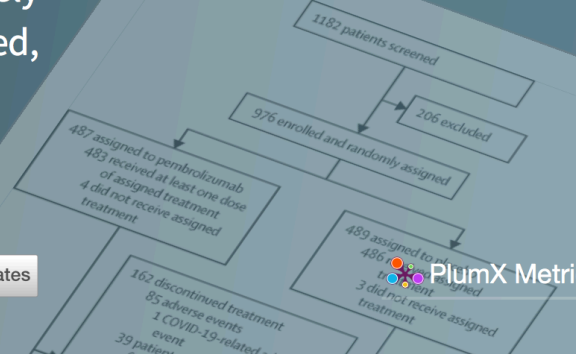 ed,
1182 patients screened
206 excluded
976 enrolled and randomly assigned
487 assigned to pembrolizumab
483 received at least one dose
of assigned treatment
4 did not receive assigned
treatment
489 assigned to
486
3 did not receive assigned
treatment
ates
PlumX Metri
162 discontinued treatment
85 adverse events
1 COVID-19-related
event
39